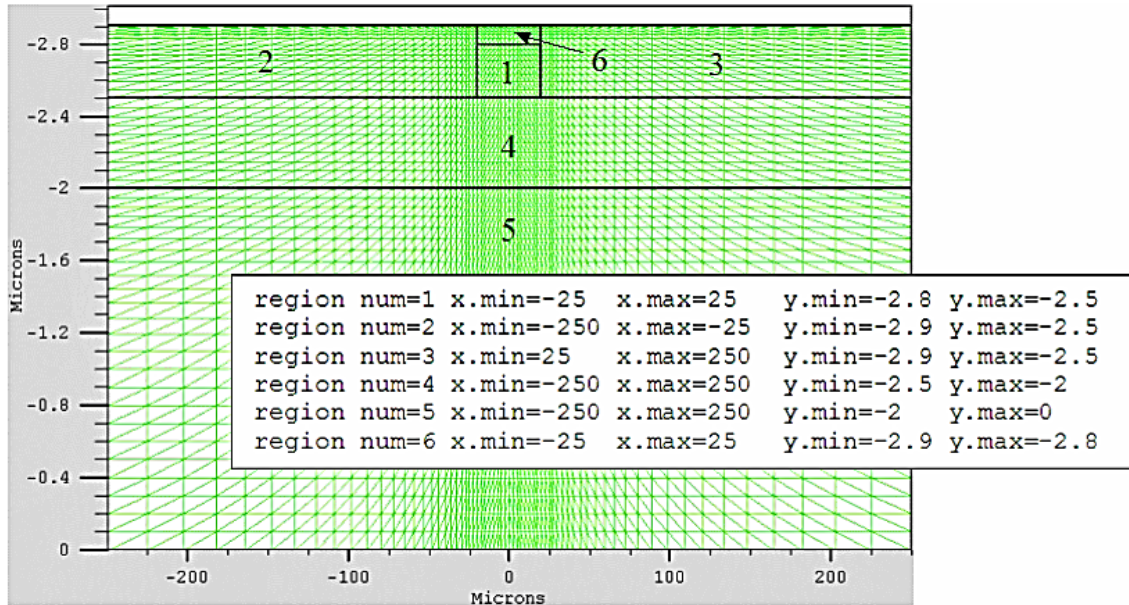 -2.8
2
6
3
1
-2.4
4
-2
5
-1.6
Microns
region num=1 x.min=-25 x.max=25 y.min=-2.8 y.max=-2.5
region num=2 x.min=-250 x.max=-25 y.min=-2.9 y.max=-2.5
region num=3 x.min=25 x.max=250 y.min=-2.9 y.max=-2.5
region num=4 x.min=-250 x.max=250 y.min=-2.5 y.max=-2
region num=5 x.min=-250 x.max=250 y.min=-2 y.max=0
region num=6 x.min=-25 x.max=25 y.min=-2.9 y.max=-2.8
-1.2
-0.8
-0.4
0
-200 -100 0 100 200
Microns